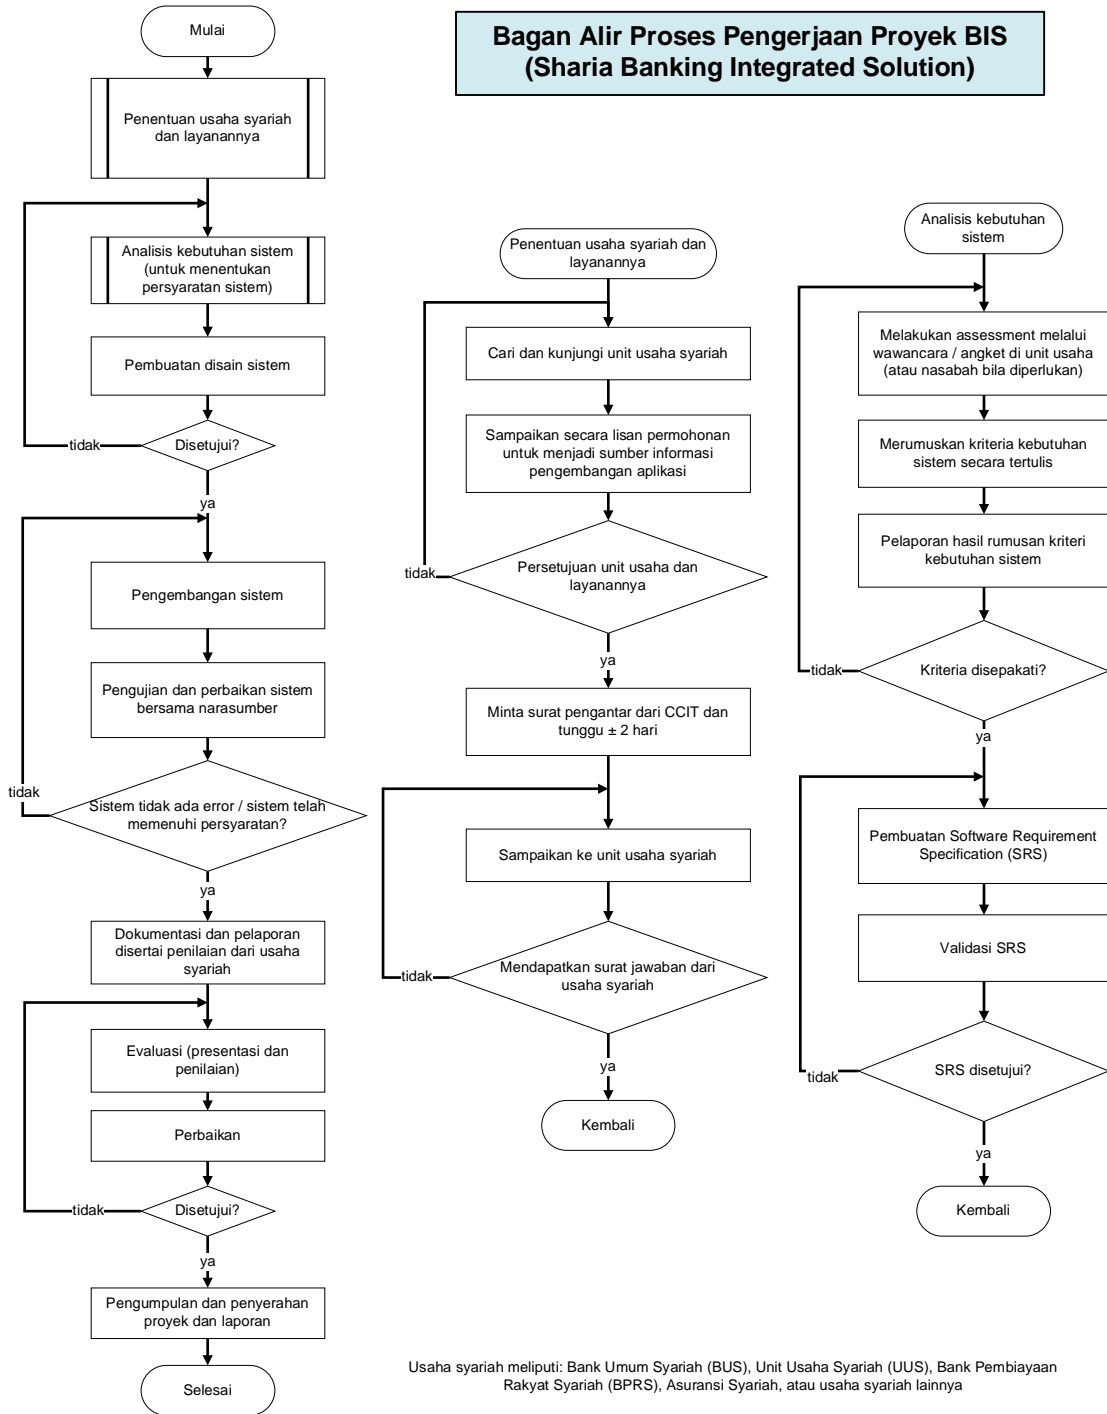 Bagan Alir Proses Pengerjaan Proyek BIS
(Sharia Banking Integrated Solution)
Mulai
Penentuan usaha syariah
dan layanannya
Analisis kebutuhan sistem
(untuk menentukan
persyaratan sistem)
Pembuatan disain sistem
Disetujui?
tidak
ya
Pengembangan sistem
Pengujian dan perbaikan sistem
bersama narasumber
Sistem tidak ada error / sistem telah
memenuhi persyaratan?
tidak
ya
Dokumentasi dan pelaporan
disertai penilaian dari usaha
syariah
Evaluasi (presentasi dan
penilaian)
Perbaikan
Disetujui?
tidak
ya
Pengumpulan dan penyerahan
proyek dan laporan
Selesai
Penentuan usaha syariah dan
layanannya
Cari dan kunjungi unit usaha syariah
Sampaikan secara lisan permohonan
untuk menjadi sumber informasi
pengembangan aplikasi
Persetujuan unit usaha dan
layanannya
tidak
ya
Minta surat pengantar dari CCIT dan
tunggu ± 2 hari
Sampaikan ke unit usaha syariah
Mendapatkan surat jawaban dari
usaha syariah
tidak
ya
Kembali
Analisis kebutuhan
sistem
Melakukan assessment melalui
wawancara / angket di unit usaha
(atau nasabah bila diperlukan)
Merumuskan kriteria kebutuhan
sistem secara tertulis
Pelaporan hasil rumusan kriteri
kebutuhan sistem
Kriteria disepakati?
tidak
ya
Pembuatan Software Requirement
Specification (SRS)
Validasi SRS
SRS disetujui?
tidak
ya
Kembali
Usaha syariah meliputi: Bank Umum Syariah (BUS), Unit Usaha Syariah (UUS), Bank Pembiayaan
Rakyat Syariah (BPRS), Asuransi Syariah, atau usaha syariah lainnya